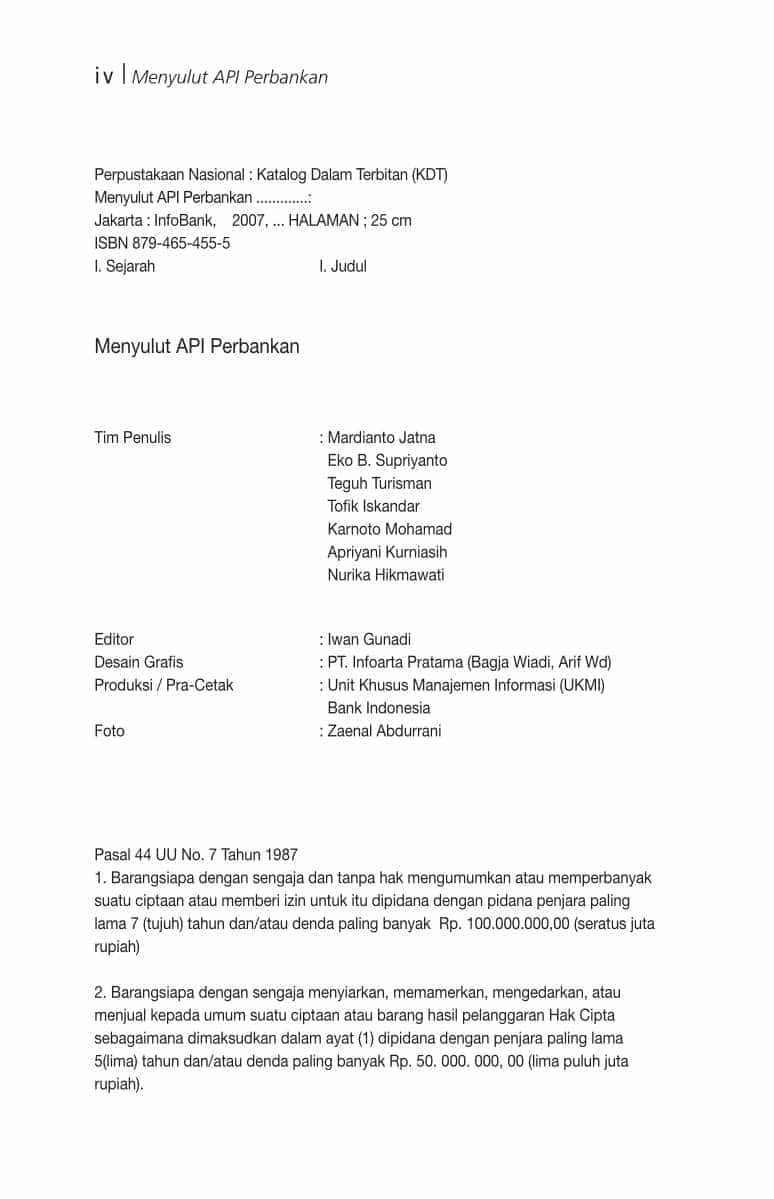 iv | Menyulut API Perbankan
Perpustakaan Nasional : Katalog Dalam Terbitan (KDT)
Menyulut API Perbankan .............:
Jakarta : InfoBank, 2007, ... HALAMAN ; 25 cm
ISBN 879-465-455-5
I. Sejarah I. Judul
Menyulut API Perbankan
Tim Penulis : Mardianto Jatna
Eko B. Supriyanto
Teguh Turisman
Tofik Iskandar
Karnoto Mohamad
Apriyani Kurniasih
Nurika Hikmawati
Editor : Iwan Gunadi
Desain Grafis : PT. Infoarta Pratama (Bagja Wiadi, Arif Wd)
Produksi / Pra-Cetak : Unit Khusus Manajemen Informasi (UKMI)
Bank Indonesia
Foto : Zaenal Abdurrani
Pasal 44 UU No. 7 Tahun 1987
1. Barangsiapa dengan sengaja dan tanpa hak mengumumkan atau memperbanyak
suatu ciptaan atau memberi izin untuk itu dipidana dengan pidana penjara paling
lama 7 (tujuh) tahun dan/atau denda paling banyak Rp. 100.000.000,00 (seratus juta
rupiah)
2. Barangsiapa dengan sengaja menyiarkan, memamerkan, mengedarkan, atau
menjual kepada umum suatu ciptaan atau barang hasil pelanggaran Hak Cipta
sebagaimana dimaksudkan dalam ayat (1) dipidana dengan penjara paling lama
5(lima) tahun dan/atau denda paling banyak Rp. 50. 000. 000, 00 (lima puluh juta
rupiah).